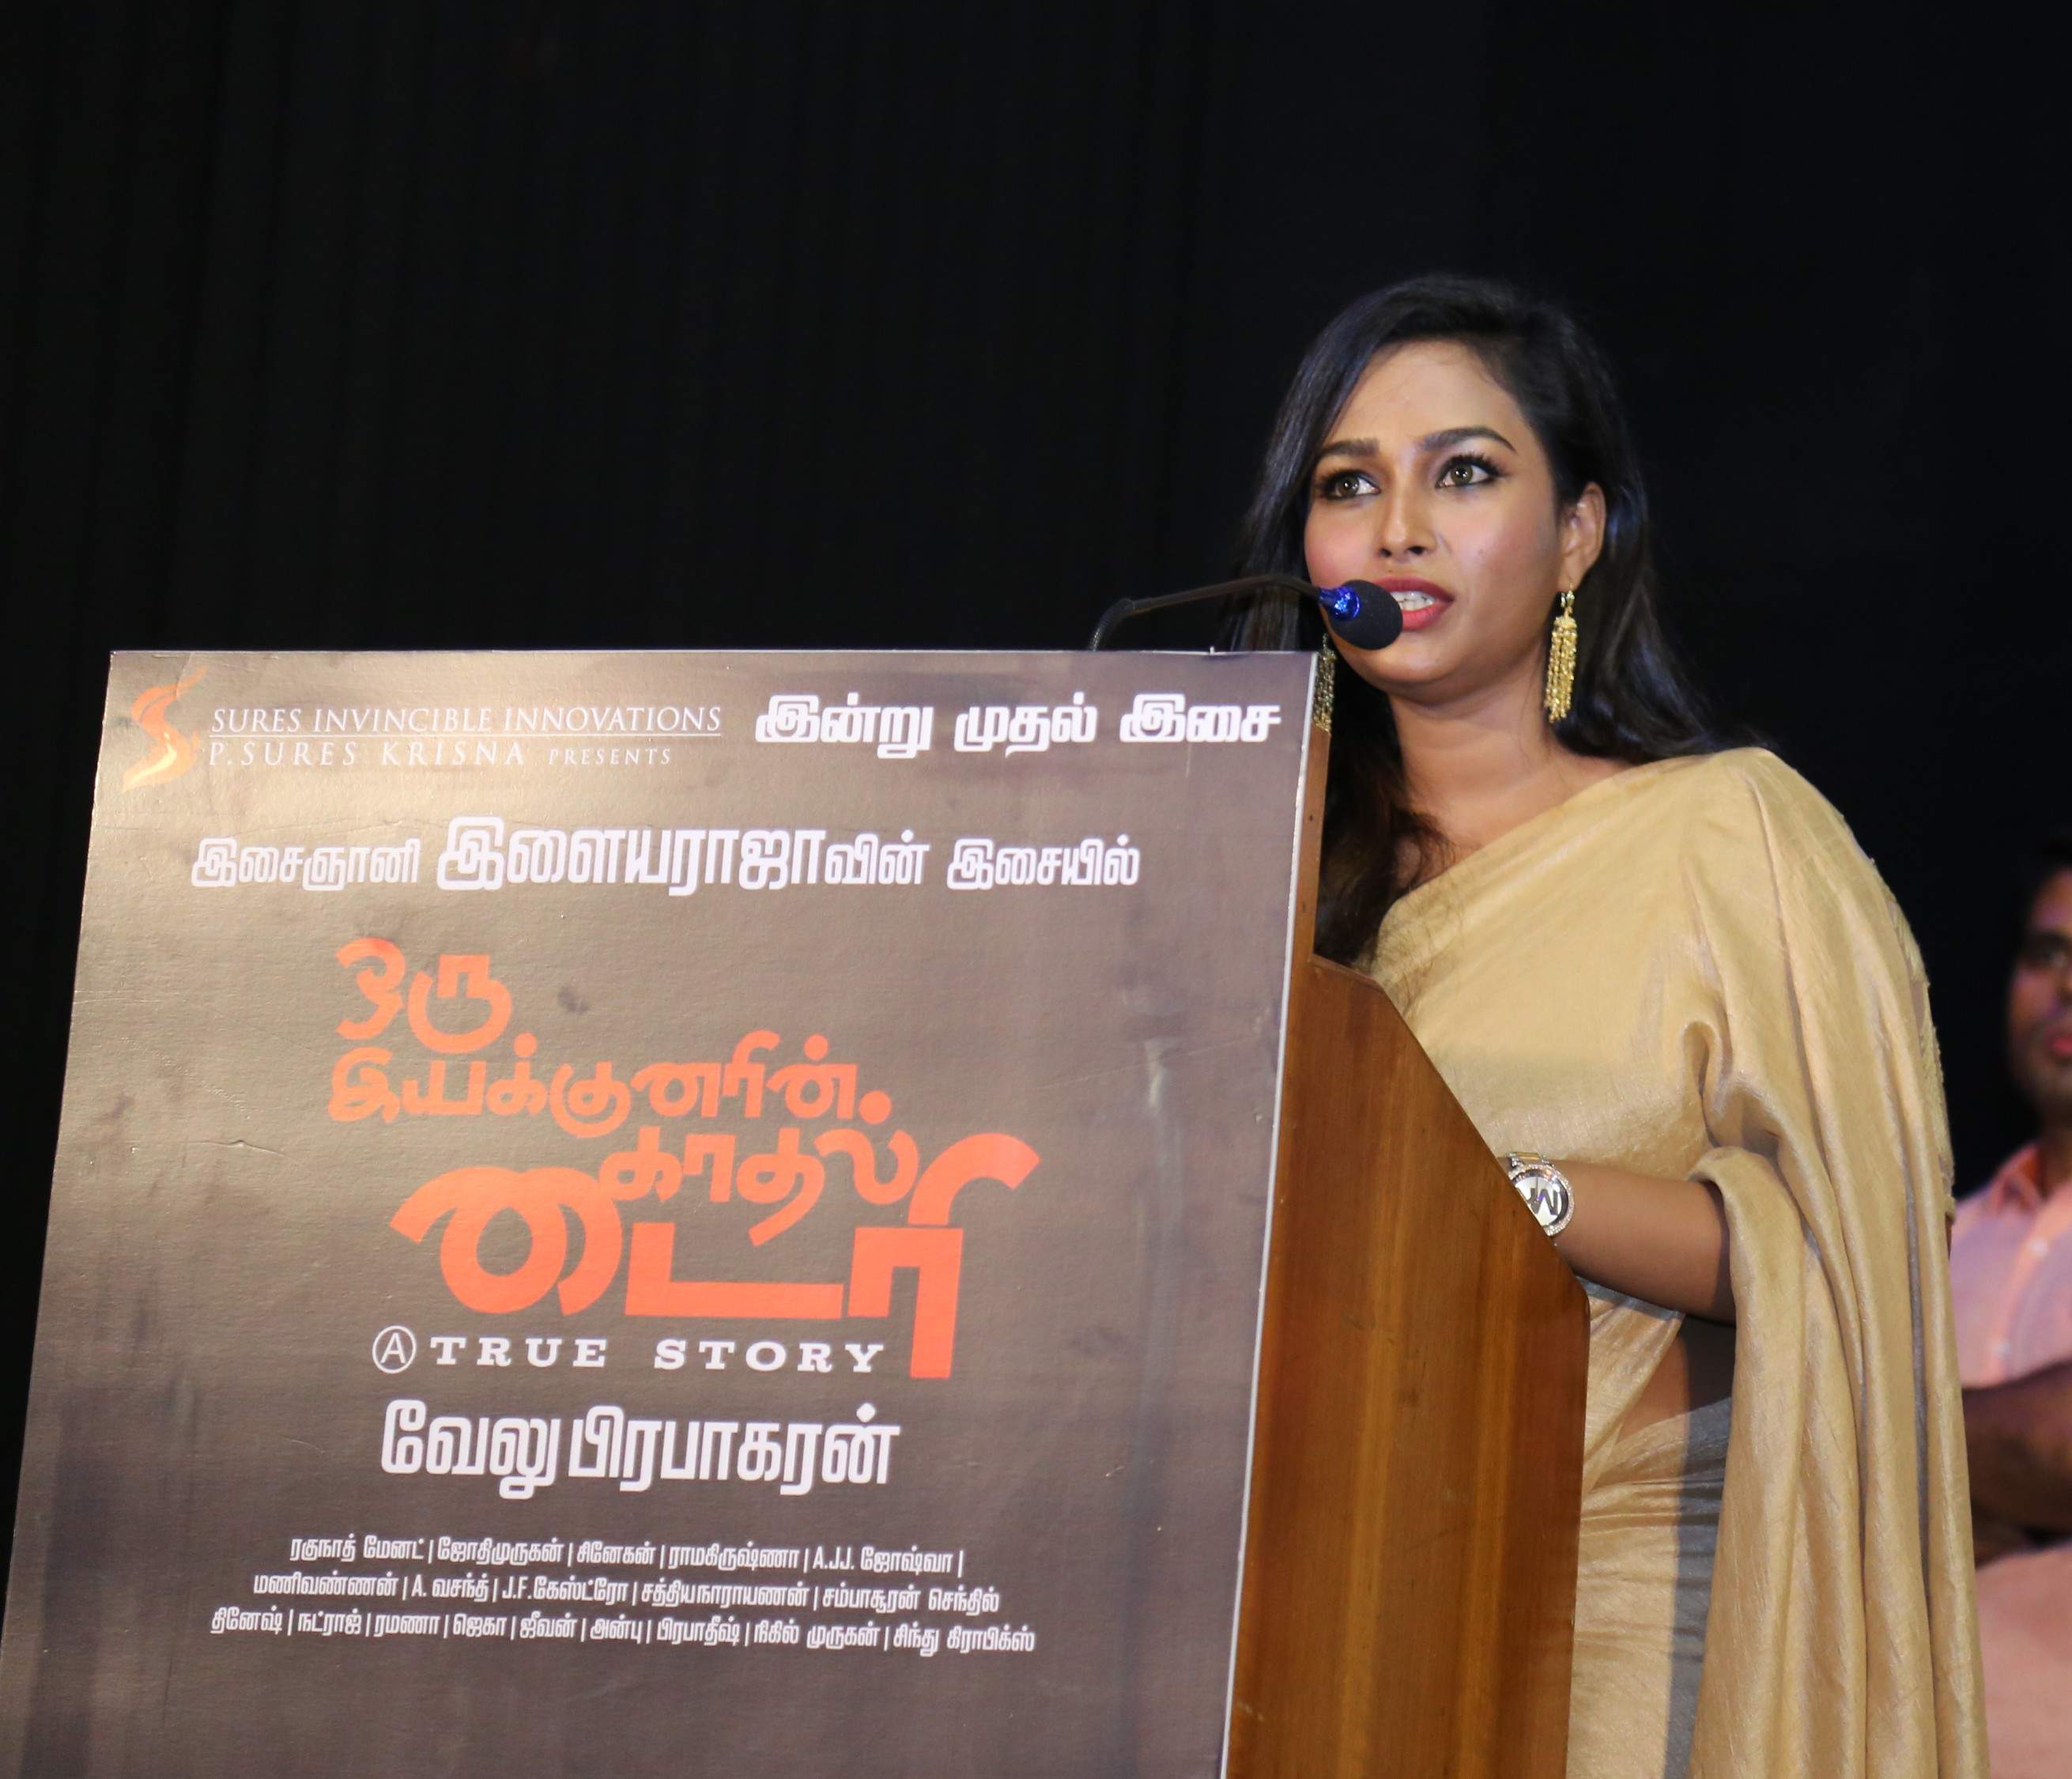 SURES INVINCIBLE INNOVATIONS
P.SURES KRISNA PRESENTS
இன்று முதல் இசை
இசைஞானி இளையராஜாவின் இசையில்
ஒரு
இயக்குனரின்
காதல்
டைரி
A TRUE STORY
வேலு பிரபாகரன்
ரகுநாத் மேனட் | ஜோதிமுருகன் | சினேகன் | ராமகிருஷ்ணா | A.JJ. ஜோஷ்வா |
மணிவண்ணன் | A. வசந்த் | J.F.கேஸ்ட்ரோ | சத்தியநாராயணன் | சம்பாசூரன் செந்தில்
தினேஷ் | நட்ராஜ் | ரமணா | ஜெகா | ஜீவன் | அன்பு | பிரபாதீஷ் | நிகில் முருகன் | சிந்து கிராபிக்ஸ்